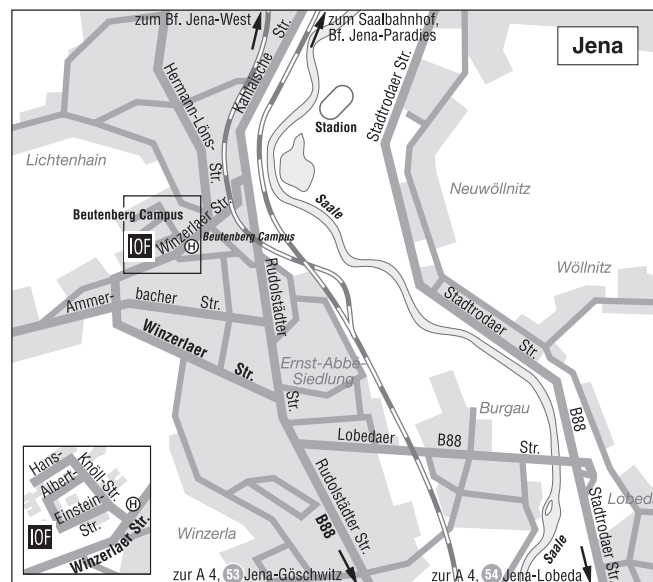 zum Bf. Jena-West
zum Saalbahnhof,
Bf. Jena-Paradies
Jena
Kahlaische Str.
Hermann-Löns-Str.
Stadtrodaer Str.
Stadion
Lichtenhain
Saale
Neuwöllnitz
Beutenberg Campus
Winzerlaer Str.
IOF
H
Beutenberg Campus
Wöllnitz
Ammer-bacher Str.
Rudolstädter Str.
Stadtrodaer Str.
Winzerlaer Str.
Ernst-Abbé-
Siedlung
B88
Burgau
Lobedaer B88 Str.
Hans-
Knöll-Str.
Albert-
Einstein-
Str.
H
IOF
Winzerlaer Str.
Rudolstädter Str.
B88
Stadtrodaer Str.
Lobeda
Winzerla
Saale
zur A 4, 53 Jena-Göschwitz
zur A 4, 54 Jena-Lobeda